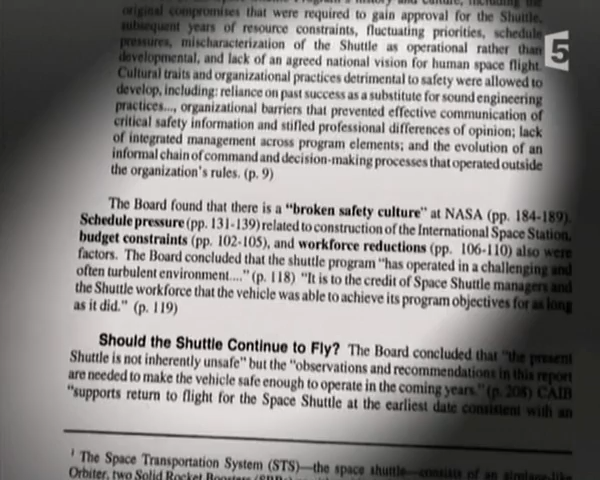 original compromises that were required to gain approval for the Shuttle,
subsequent years of resource constraints, fluctuating priorities, schedule
pressures, mischaracterization of the Shuttle as operational rather than
developmental, and lack of an agreed national vision for human space flight.
Cultural traits and organizational practices detrimental to safety were allowed to
develop, including: reliance on past success as a substitute for sound engineering
practices..., organizational barriers that prevented effective communication of
critical safety information and stifled professional differences of opinion; lack
of integrated management across program elements; and the evolution of an
informal chain of command and decision-making processes that operated outside
the organization's rules. (p. 9)
The Board found that there is a "broken safety culture" at NASA (pp. 184-189).
Schedule pressure (pp. 131-139) related to construction of the International Space Station,
budget constraints (pp. 102-105), and workforce reductions (pp. 106-110) also were
factors. The Board concluded that the shuttle program "has operated in a challenging and
often turbulent environment...." (p. 118) "It is to the credit of Space Shuttle managers and
the Shuttle workforce that the vehicle was able to achieve its program objectives for as long
as it did." (p. 119)
Should the Shuttle Continue to Fly? The Board concluded that "the present
Shuttle is not inherently unsafe" but the "observations and recommendations in this report
are needed to make the vehicle safe enough to operate in the coming years." (p. 208) CAIB
"supports return to flight for the Space Shuttle at the earliest date consistent with an
1 The Space Transportation System (STS)—the space shuttle—consists of an airplane-like
Orbiter, two Solid Rocket Boosters
5